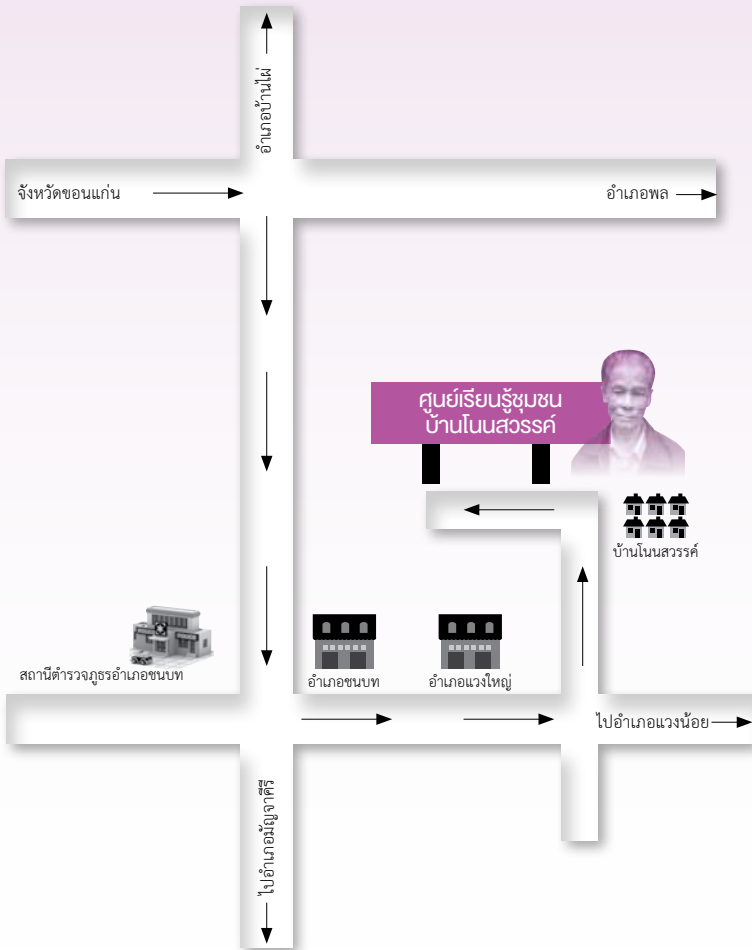 อำเภอบ้านไผ่
จังหวัดขอนแก่น
อำเภอพล
ศูนย์เรียนรู้ชุมชน
บ้านโนนสวรรค์
บ้านโนนสวรรค์
สถานีตำรวจภูธรอำเภอชนบท
อำเภอชนบท
อำเภอแวงใหญ่
ไปอำเภอแวงน้อย
ไปอำเภอมัญจาคีรี